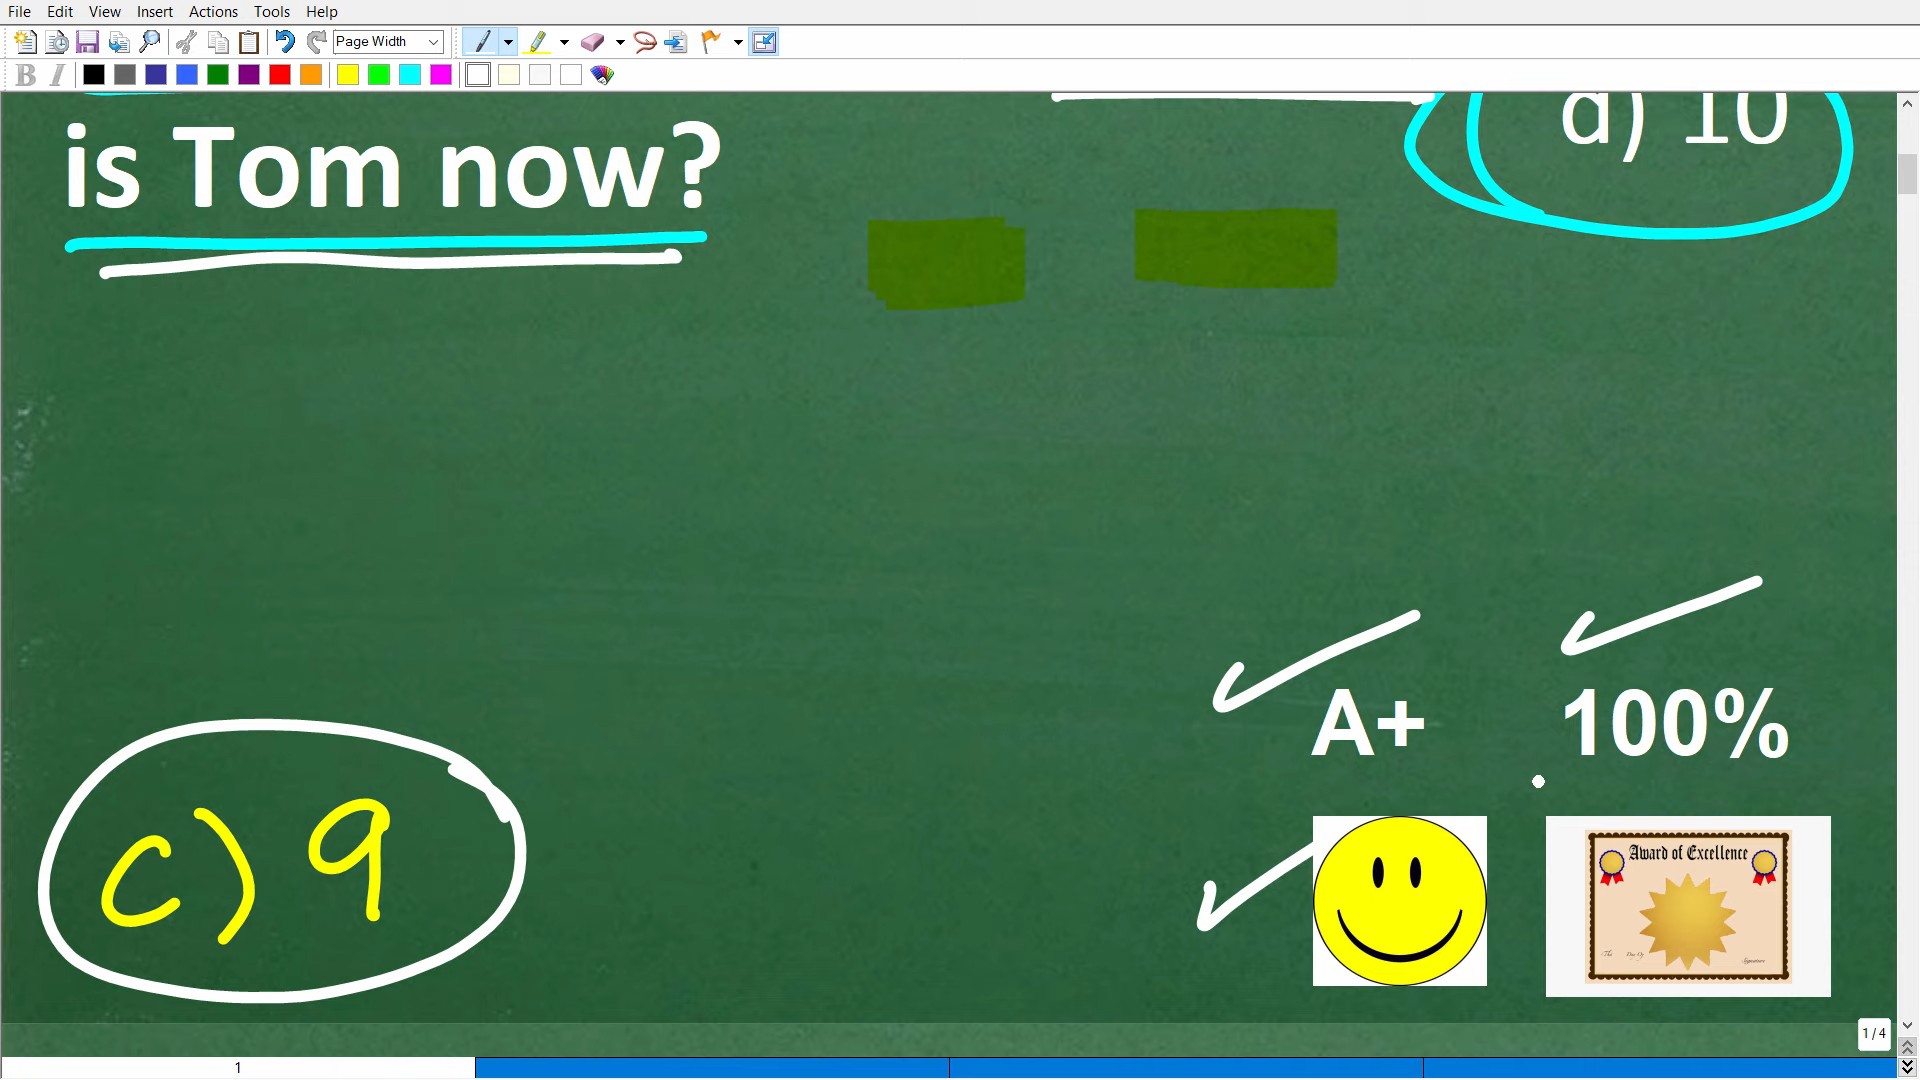 File Edit View Insert Actions Tools Help
Page Width
B I
d) 10
is Tom now?
A+ 100%
c) 9
Award of Excellence
1 / 4
1